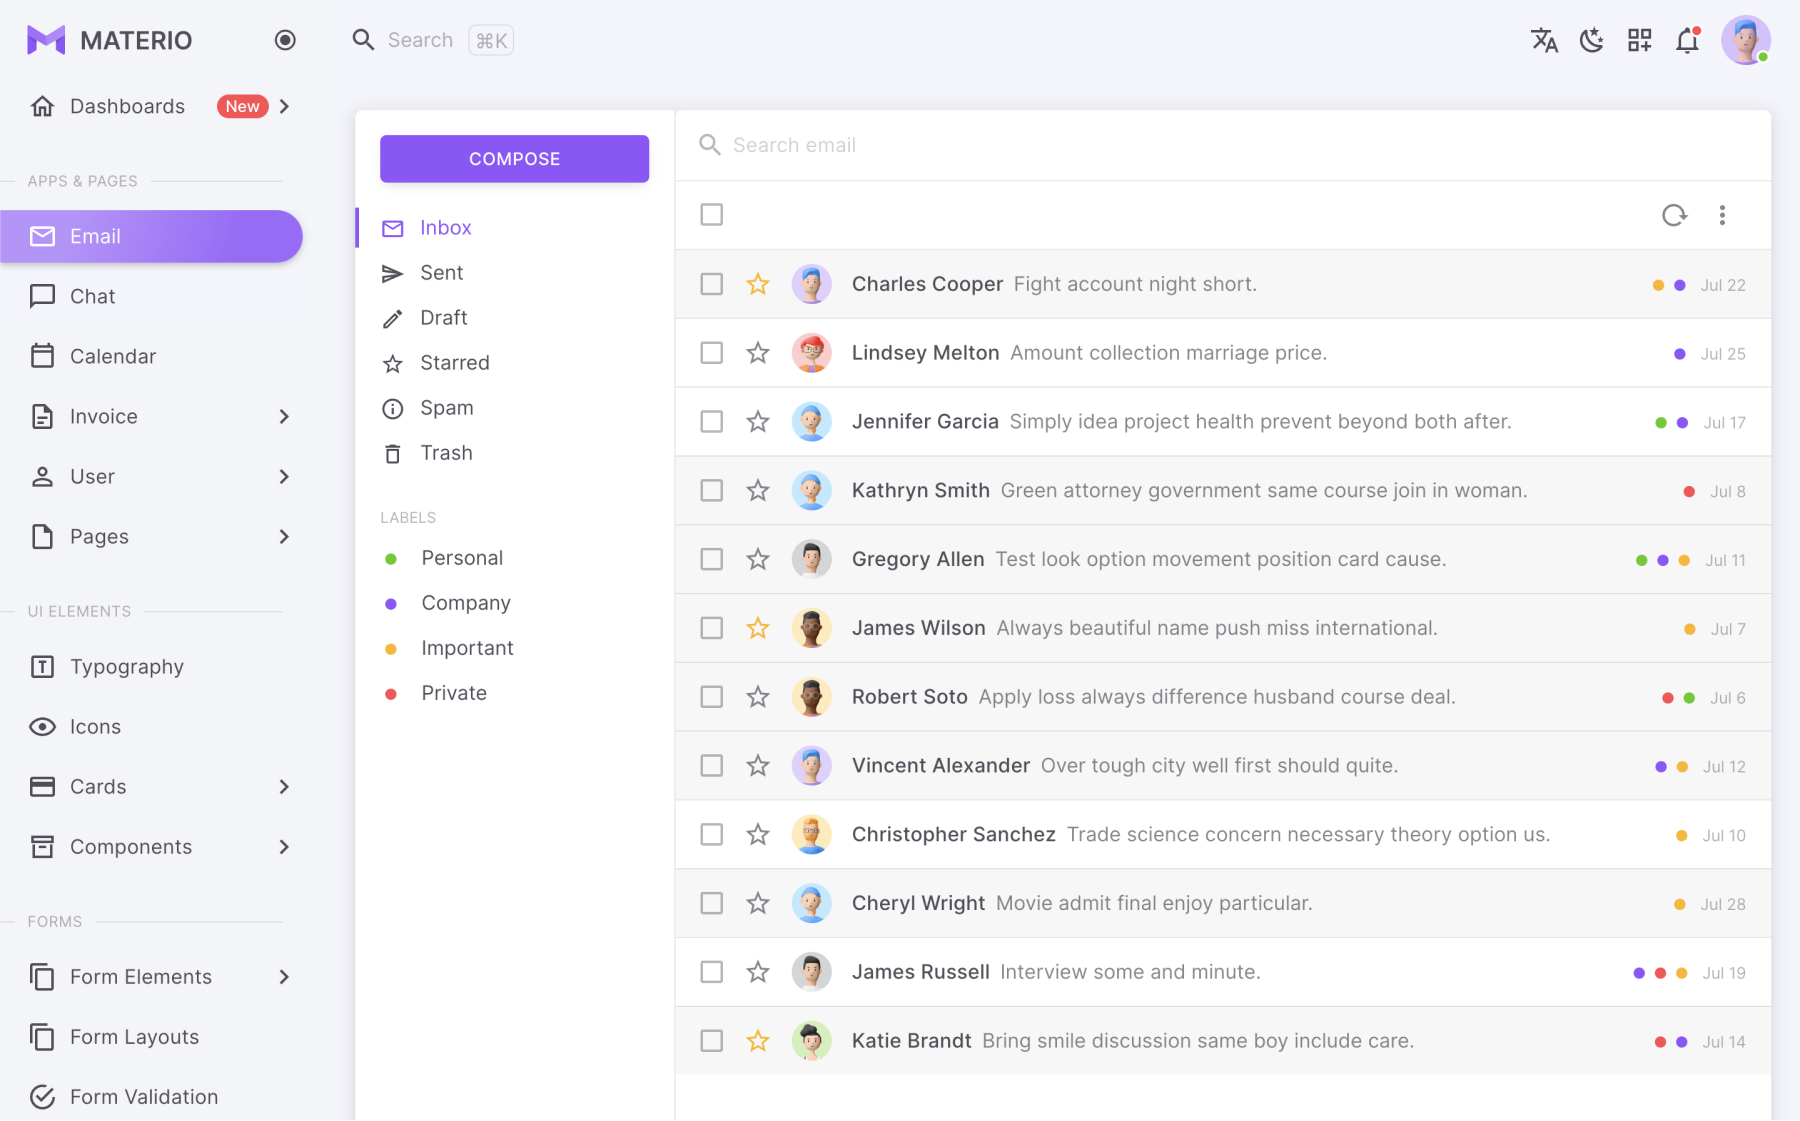 MATERIO
Search ⌘K
Dashboards New
APPS & PAGES
Email
Chat
Calendar
Invoice
User
Pages
UI ELEMENTS
Typography
Icons
Cards
Components
FORMS
Form Elements
Form Layouts
Form Validation
COMPOSE
Inbox
Sent
Draft
Starred
Spam
Trash
LABELS
Personal
Company
Important
Private
Search email
Charles Cooper Fight account night short. Jul 22
Lindsey Melton Amount collection marriage price. Jul 25
Jennifer Garcia Simply idea project health prevent beyond both after. Jul 17
Kathryn Smith Green attorney government same course join in woman. Jul 8
Gregory Allen Test look option movement position card cause. Jul 11
James Wilson Always beautiful name push miss international. Jul 7
Robert Soto Apply loss always difference husband course deal. Jul 6
Vincent Alexander Over tough city well first should quite. Jul 12
Christopher Sanchez Trade science concern necessary theory option us. Jul 10
Cheryl Wright Movie admit final enjoy particular. Jul 28
James Russell Interview some and minute. Jul 19
Katie Brandt Bring smile discussion same boy include care. Jul 14